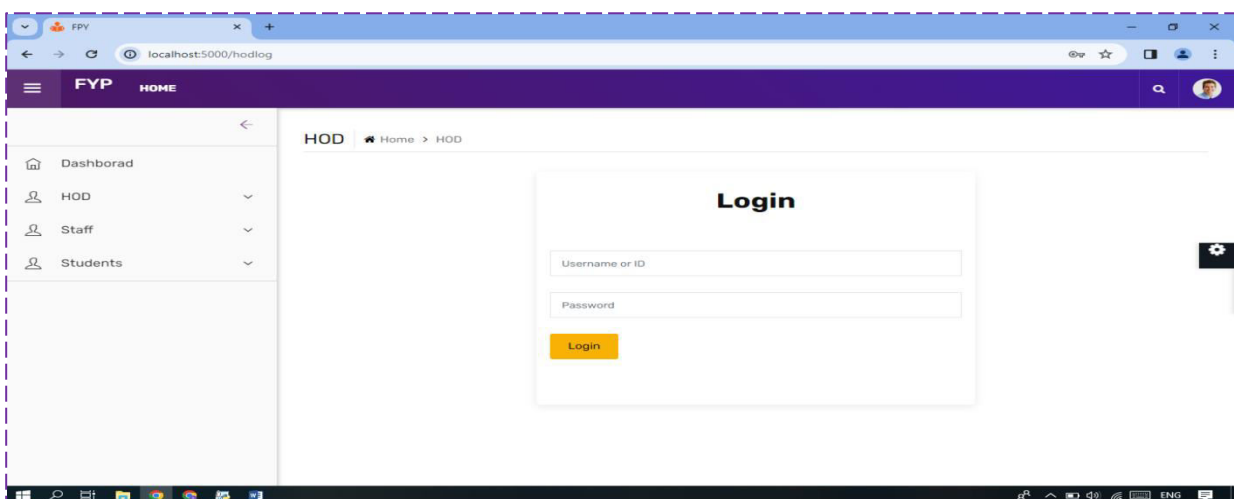 FPY
localhost:5000/hodlog
FYP HOME
HOD Home > HOD
Dashborad
HOD
Staff
Students
Login
Username or ID
Password
Login
ENG